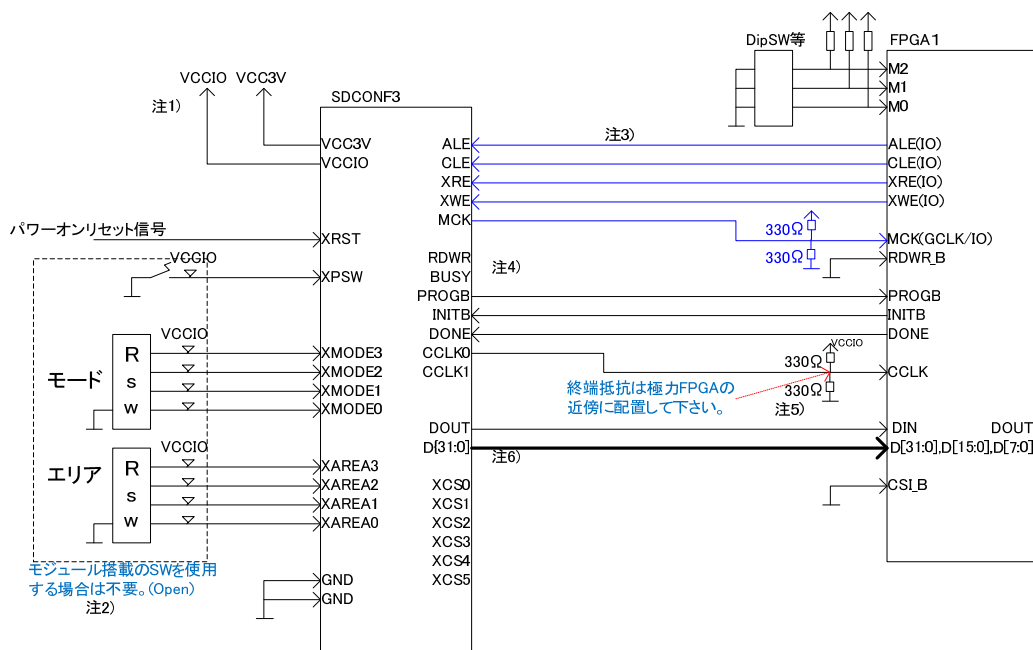 DipSW等
FPGA1
VCCIO
VCC3V
注1)
SDCONF3
M2
M1
M0
VCC3V
VCCIO
ALE
CLE
XRE
XWE
MCK
注3)
ALE(IO)
CLE(IO)
XRE(IO)
XWE(IO)
330Ω
330Ω
MCK(GCLK/IO)
パワーオンリセット信号
XRST
VCCIO
XPSW
RDWR
BUSY
注4)
RDWR_B
PROGB
INITB
DONE
PROGB
INITB
DONE
VCCIO
R
s
w
モード
XMODE3
XMODE2
XMODE1
XMODE0
CCLK0
CCLK1
VCCIO
330Ω
330Ω
CCLK
終端抵抗は極力FPGAの
近傍に配置して下さい。
注5)
DOUT
D[31:0]
注6)
DIN
DOUT
D[31:0],D[15:0],D[7:0]
VCCIO
R
s
w
エリア
XAREA3
XAREA2
XAREA1
XAREA0
XCS0
XCS1
XCS2
XCS3
XCS4
XCS5
CSI_B
モジュール搭載のSWを使用
する場合は不要。(Open)
注2)
GND
GND